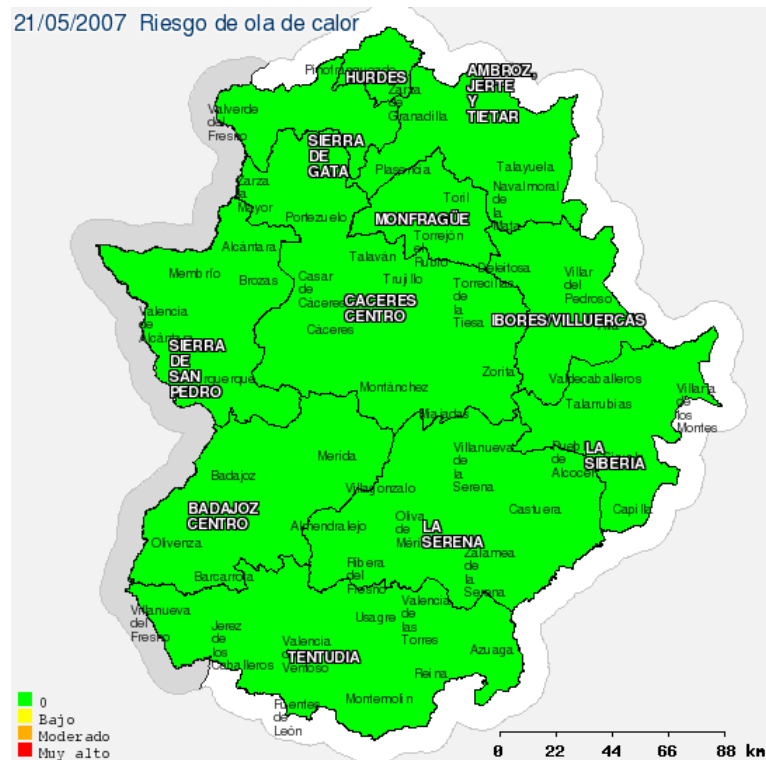 21/05/2007 Riesgo de ola de calor
HURDES
AMBROZ,
JERTE
Y
TIETAR
Zarza
de
Granadilla
Valverde
del
Fresno
SIERRA
DE
GATA
Plasencia
Talayuela
Zarza
la
Mayor
Toril
Navalmoral
de
la
Mata
Portezuelo
MONFRAGÜE
Torrejón
el
Rubio
Alcántara
Talaván
Deleitosa
Membrío
Brozas
Casar
de
Cáceres
Trujillo
Torrecillas
de
la
Tiesa
Villar
del
Pedroso
CACERES
CENTRO
Cáceres
Valencia
de
Alcántara
IBORES/VILLUERCAS
SIERRA
DE
SAN
PEDRO
Zorita
Valdecaballeros
Montánchez
Talarrubias
Villarta
de
los
Montes
Miajadas
Merida
Villanueva
de
la
Serena
de
Alcocer
LA
SIBERIA
Badajoz
Villagonzalo
BADAJOZ
CENTRO
Almendralejo
Oliva
de
LA
SERENA
Castuera
Capilla
Olivenza
Zalamea
de
la
Serena
Barcarrota
Ribera
del
Fresno
Villanueva
del
Fresno
Jerez
de
los
Caballeros
Usagre
Valencia
de
las
Torres
Valencia
Ventoso
TENTUDIA
Azuaga
Reina
Montemolin
Fuentes
de
León
0
Bajo
Moderado
Muy alto
0 22 44 66 88 km